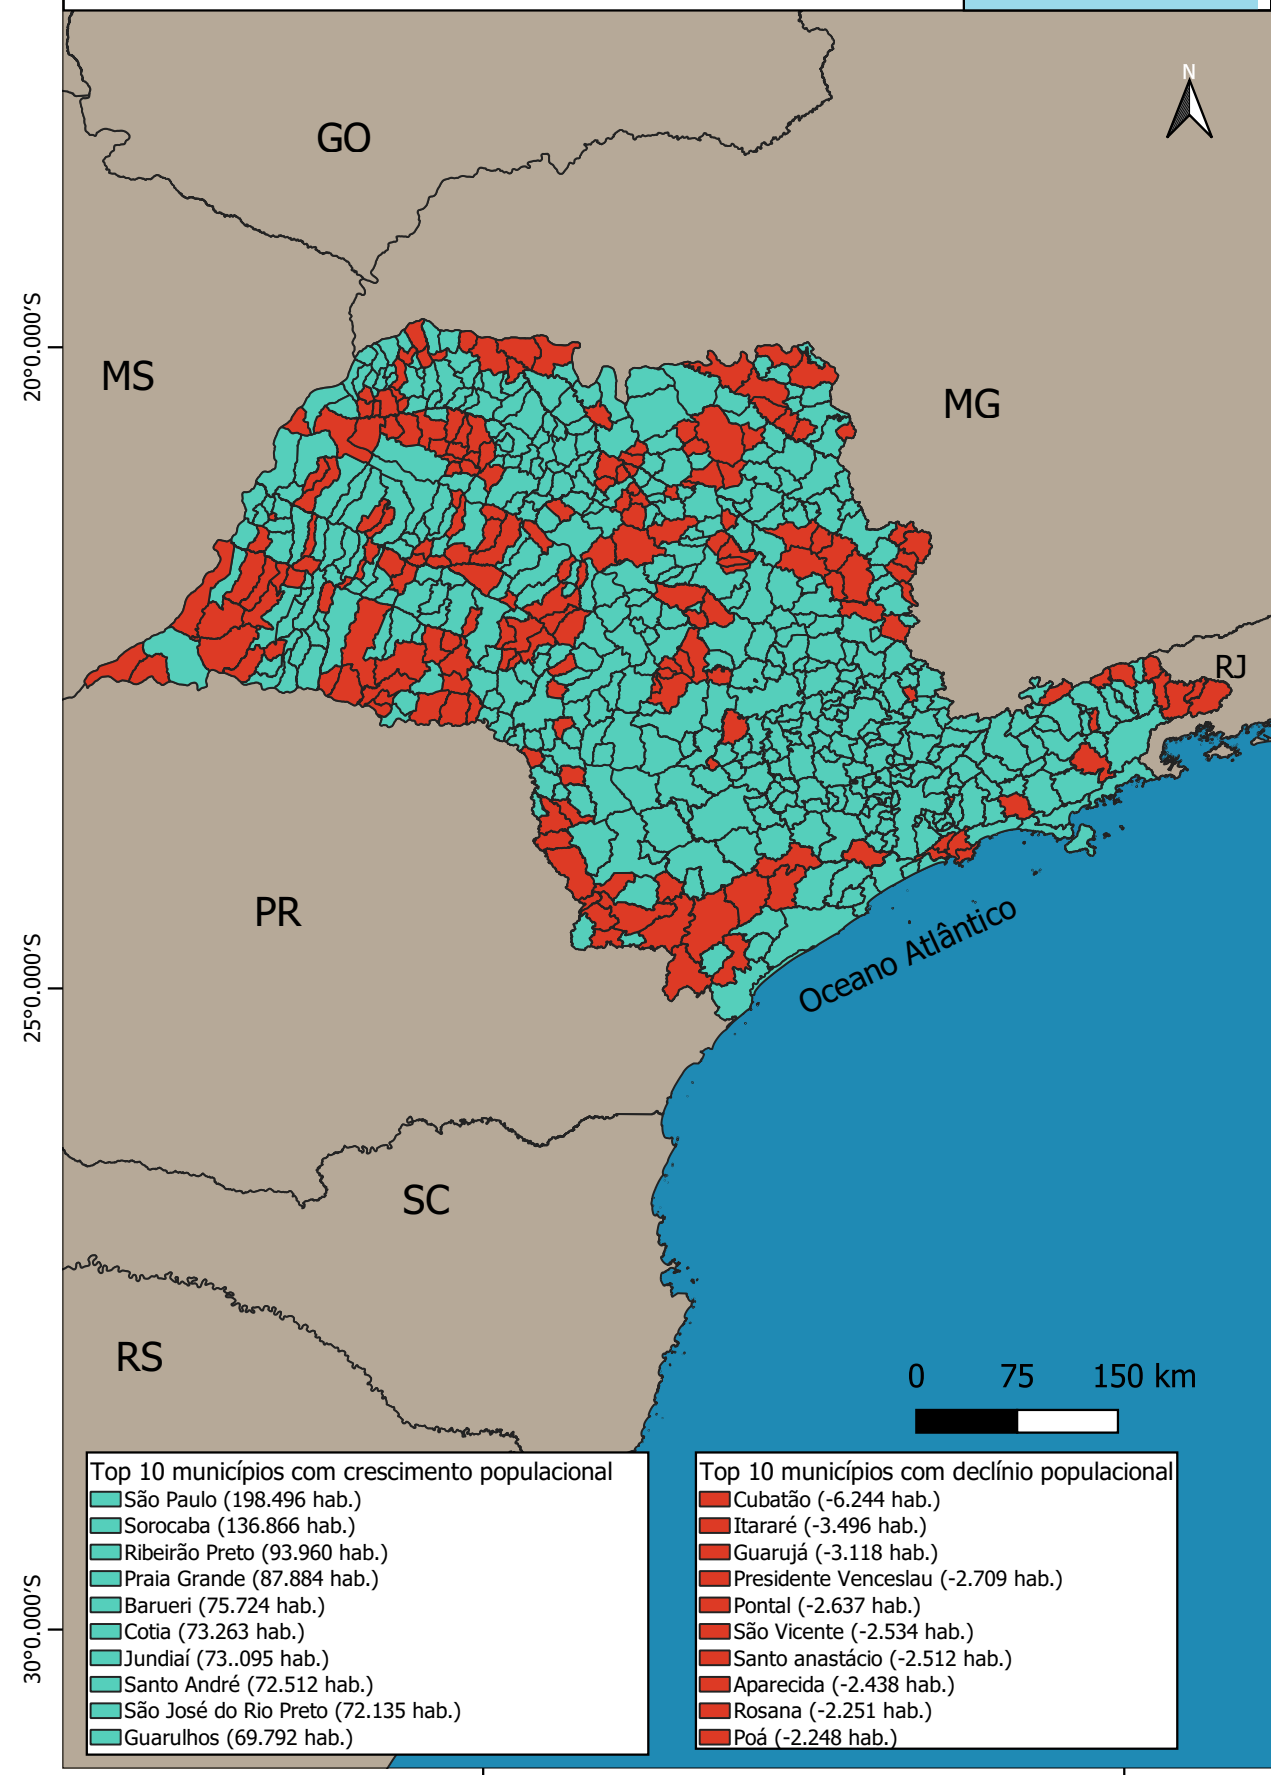 N
GO
20°0.000'S
MS
MG
RJ
PR
Oceano Atlântico
25°0.000'S
SC
RS
0 75 150 km
30°0.000'S
Top 10 municípios com crescimento populacional
São Paulo (198.496 hab.)
Sorocaba (136.866 hab.)
Ribeirão Preto (93.960 hab.)
Praia Grande (87.884 hab.)
Barueri (75.724 hab.)
Cotia (73.263 hab.)
Jundiaí (73..095 hab.)
Santo André (72.512 hab.)
São José do Rio Preto (72.135 hab.)
Guarulhos (69.792 hab.)
Top 10 municípios com declínio populacional
Cubatão (-6.244 hab.)
Itararé (-3.496 hab.)
Guarujá (-3.118 hab.)
Presidente Venceslau (-2.709 hab.)
Pontal (-2.637 hab.)
São Vicente (-2.534 hab.)
Santo anastácio (-2.512 hab.)
Aparecida (-2.438 hab.)
Rosana (-2.251 hab.)
Poá (-2.248 hab.)